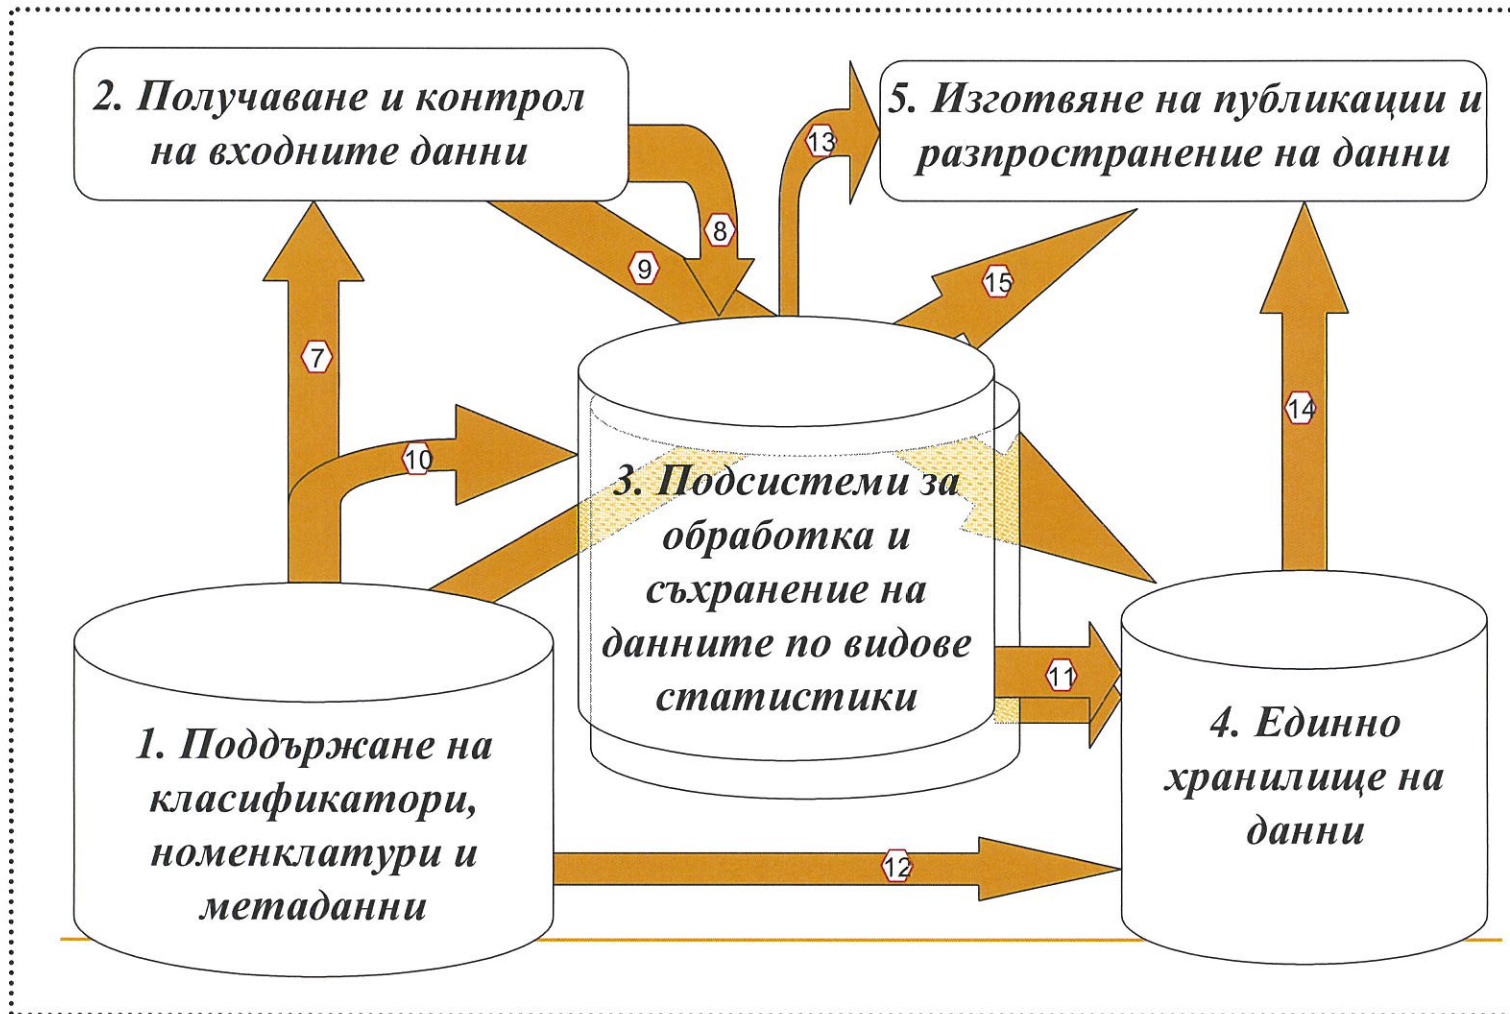 2. Получаване и контрол
на входните данни
5. Изготвяне на публикации и
разпространение на данни
13
8
9
15
7
14
10
3. Подсистеми за
обработка и
съхранение на
данните по видове
статистики
11
1. Поддържане на
класификатори,
номенклатури и
метаданни
4. Единно
хранилище на
данни
12